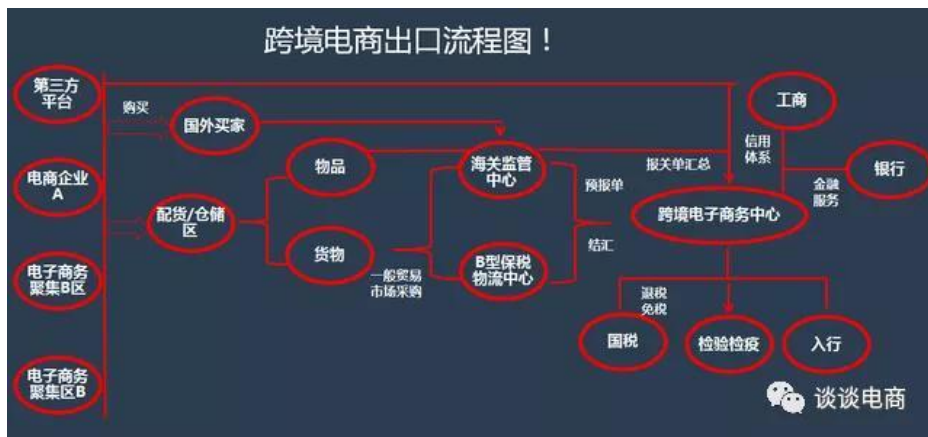 跨境电商出口流程图！
第三方
平台
购买
国外买家
工商
电商企业
A
物品
海关监管
中心
报关单汇总
信用
体系
银行
预报单
金融
服务
配货/仓储
区
跨境电子商务中心
货物
一般贸易
市场采购
B型保税
物流中心
结汇
电子商务
聚集B区
退税
免税
国税
检验检疫
入行
电子商务
聚集区B
谈谈电商